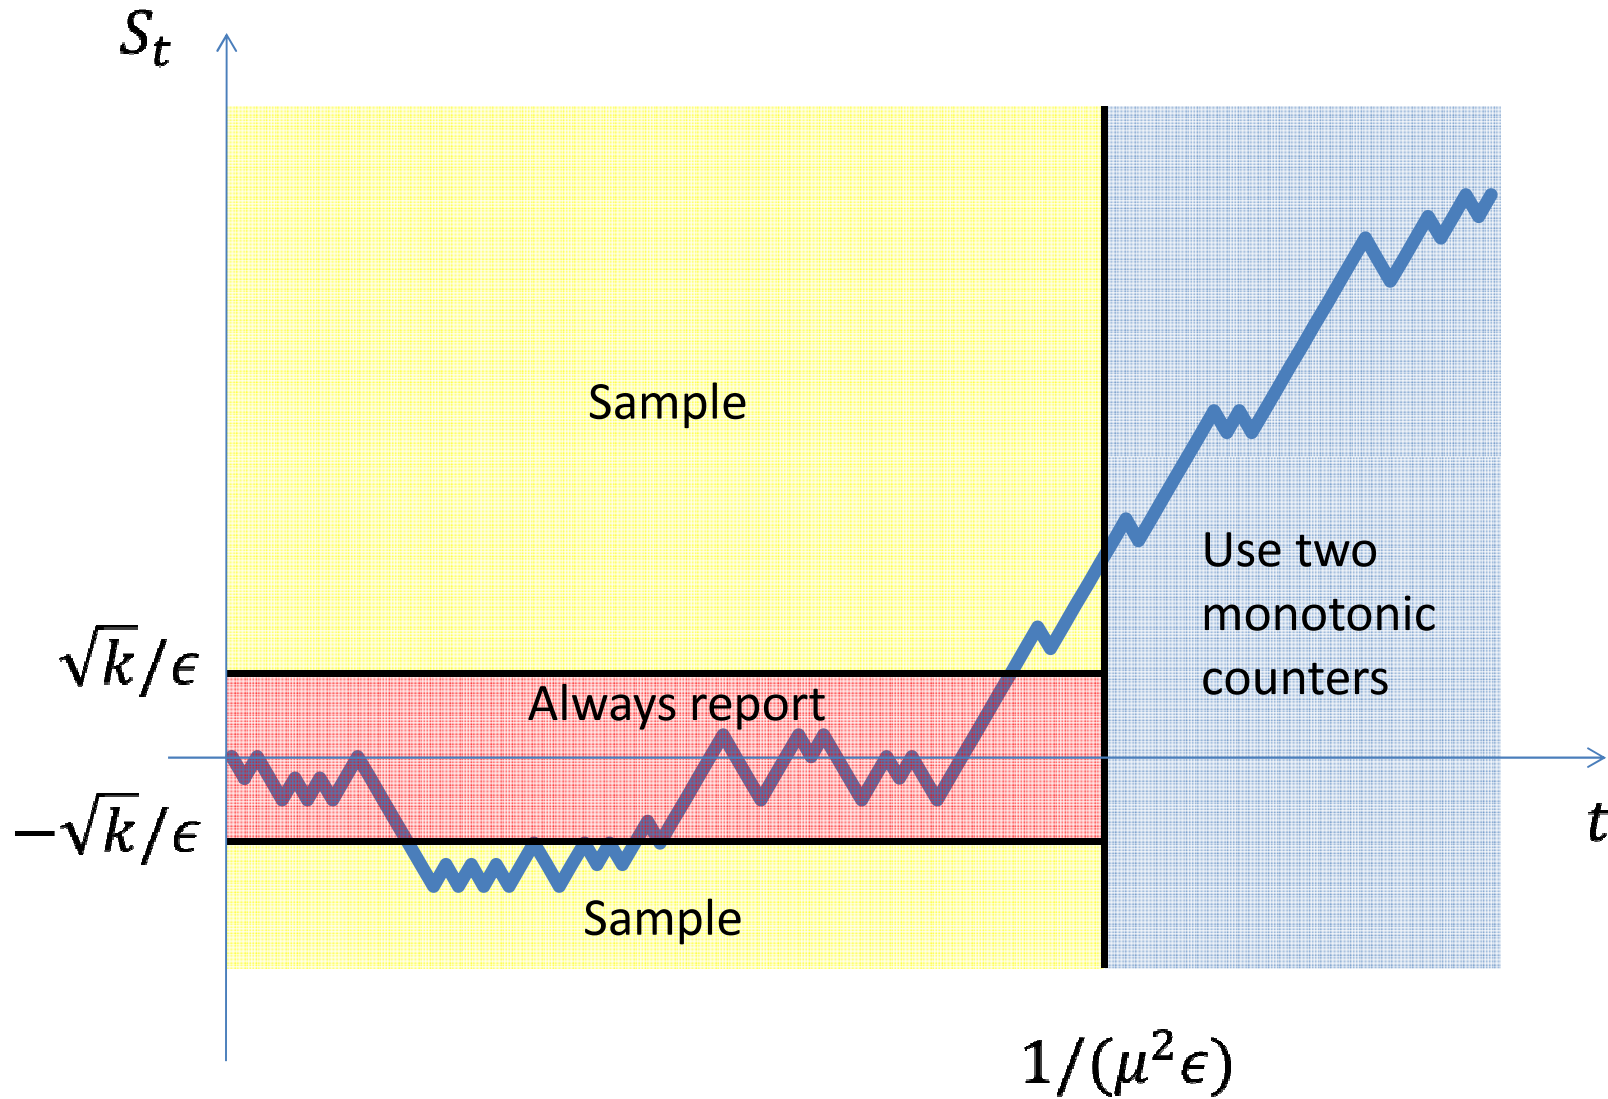 S_t
Sample
Use two
monotonic
counters
√k/ϵ
Always report
−√k/ϵ
t
Sample
1/(μ²ϵ)